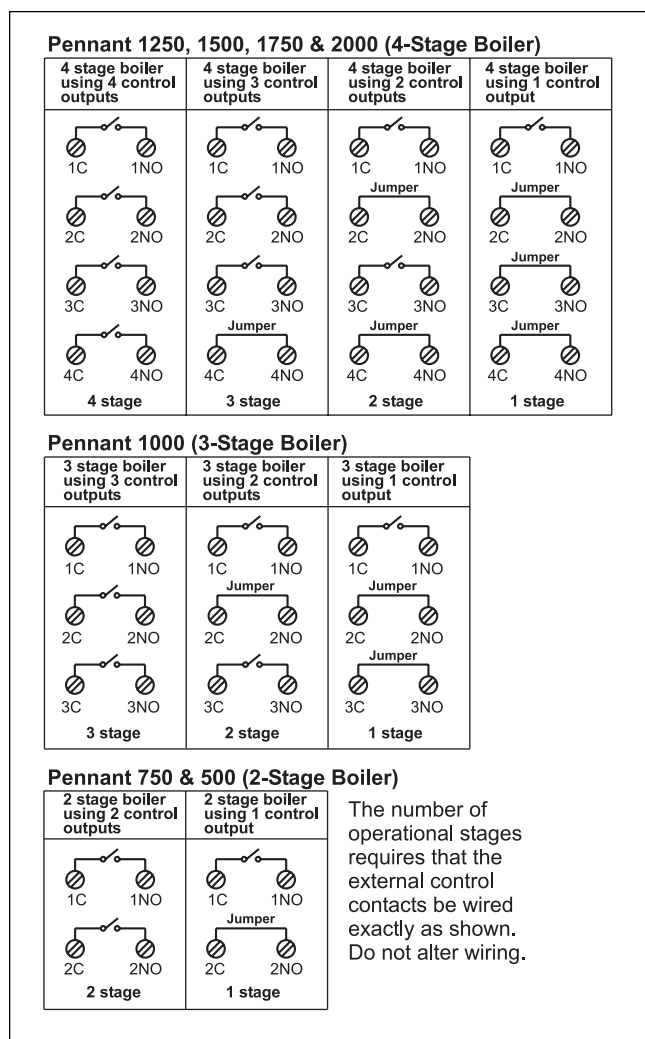 Pennant 1250, 1500, 1750 & 2000 (4-Stage Boiler)
4 stage boiler using 4 control outputs
4 stage boiler using 3 control outputs
4 stage boiler using 2 control outputs
4 stage boiler using 1 control output
1C 1NO 1C 1NO 1C 1NO 1C 1NO
Jumper Jumper
2C 2NO 2C 2NO 2C 2NO 2C 2NO
Jumper
3C 3NO 3C 3NO 3C 3NO 3C 3NO
Jumper Jumper Jumper
4C 4NO 4C 4NO 4C 4NO 4C 4NO
4 stage 3 stage 2 stage 1 stage
Pennant 1000 (3-Stage Boiler)
3 stage boiler using 3 control outputs
3 stage boiler using 2 control outputs
3 stage boiler using 1 control output
1C 1NO 1C 1NO 1C 1NO
Jumper Jumper
2C 2NO 2C 2NO 2C 2NO
Jumper
3C 3NO 3C 3NO 3C 3NO
3 stage 2 stage 1 stage
Pennant 750 & 500 (2-Stage Boiler)
2 stage boiler using 2 control outputs
2 stage boiler using 1 control output
1C 1NO 1C 1NO
Jumper
2C 2NO 2C 2NO
2 stage 1 stage
The number of
operational stages
requires that the
external control
contacts be wired
exactly as shown.
Do not alter wiring.